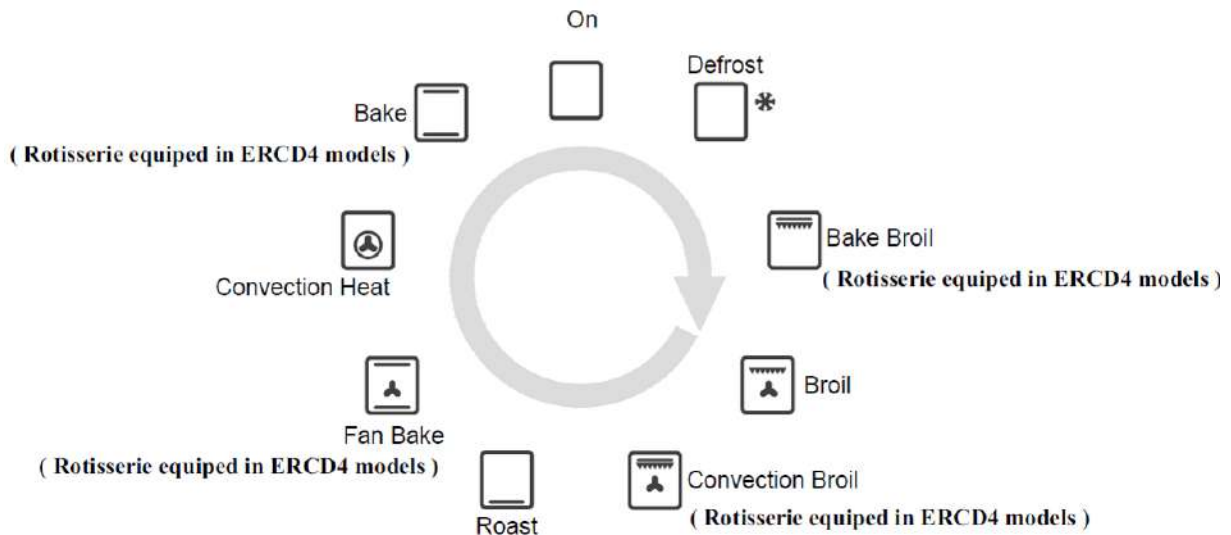 On
Defrost
Bake
( Rotisserie equiped in ERCD4 models )
Bake Broil
( Rotisserie equiped in ERCD4 models )
Convection Heat
Broil
Fan Bake
( Rotisserie equiped in ERCD4 models )
Convection Broil
( Rotisserie equiped in ERCD4 models )
Roast